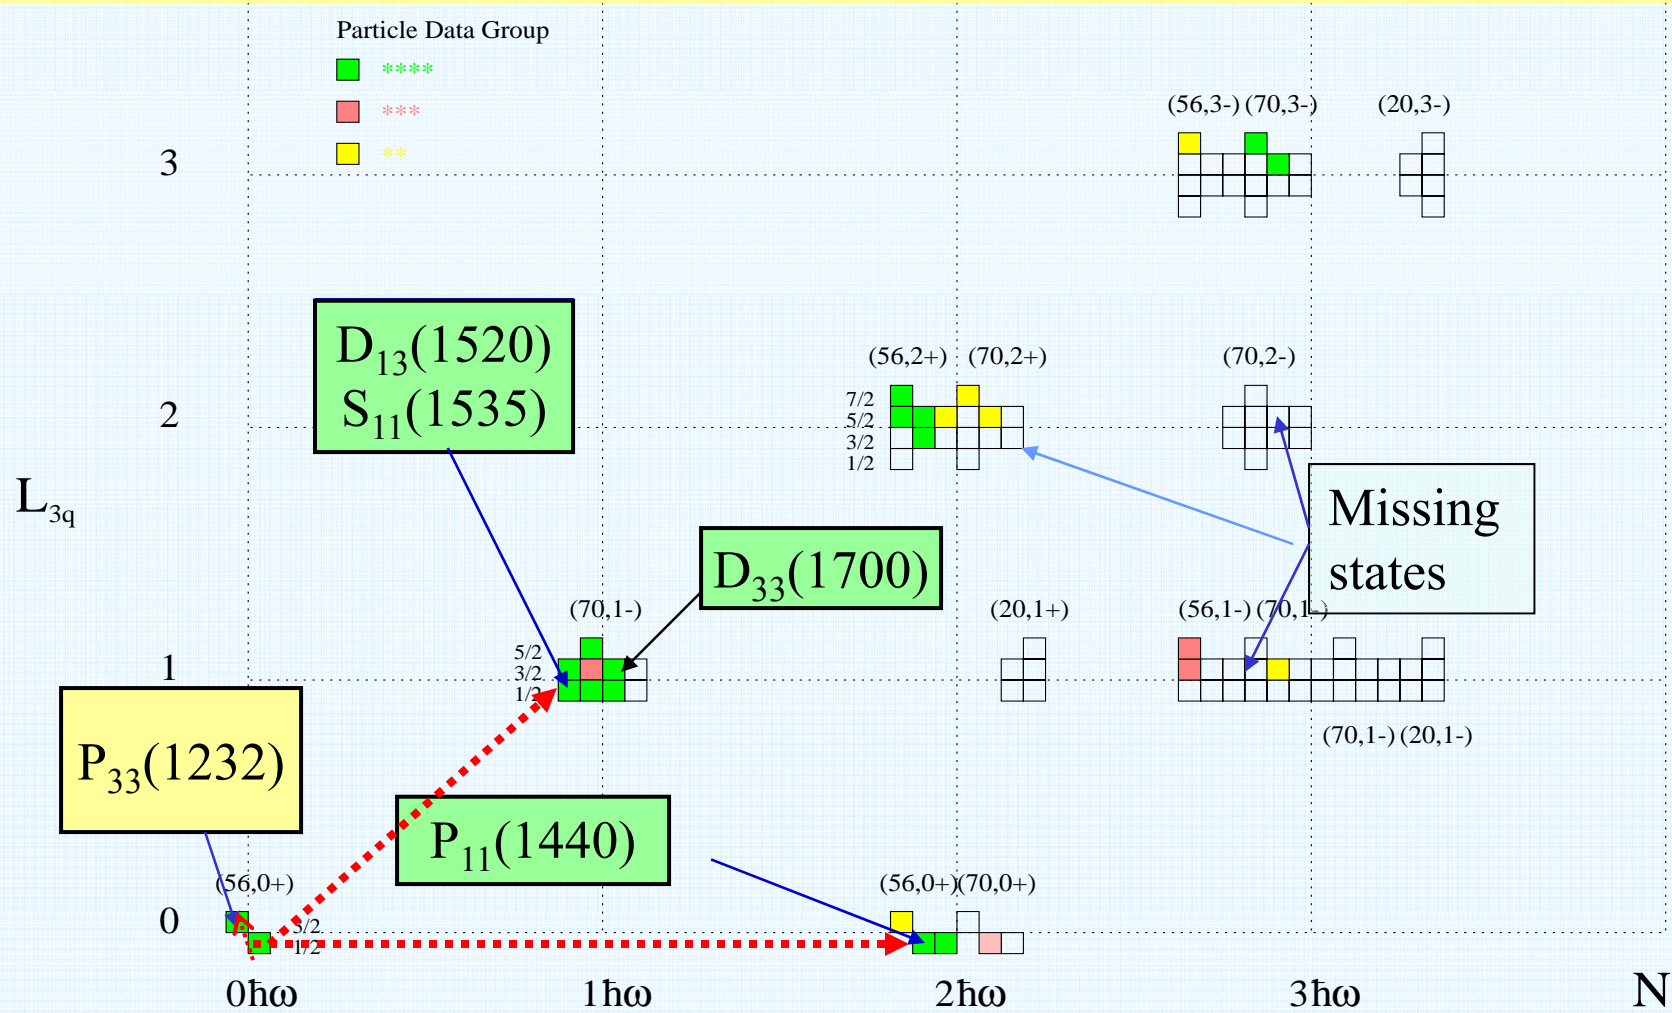 Particle Data Group
****
***
**
(56,3-) (70,3-) (20,3-)
3
D13(1520)
S11(1535)
(56,2+) (70,2+) (70,2-)
7/2
5/2
3/2
1/2
2
L3q
Missing
states
D33(1700)
(70,1-) (20,1+) (56,1-) (70,1-)
5/2
3/2
1/2
1
(70,1-) (20,1-)
P33(1232)
P11(1440)
(56,0+) (56,0+) (70,0+)
3/2
1/2
0
0ħω 1ħω 2ħω 3ħω N